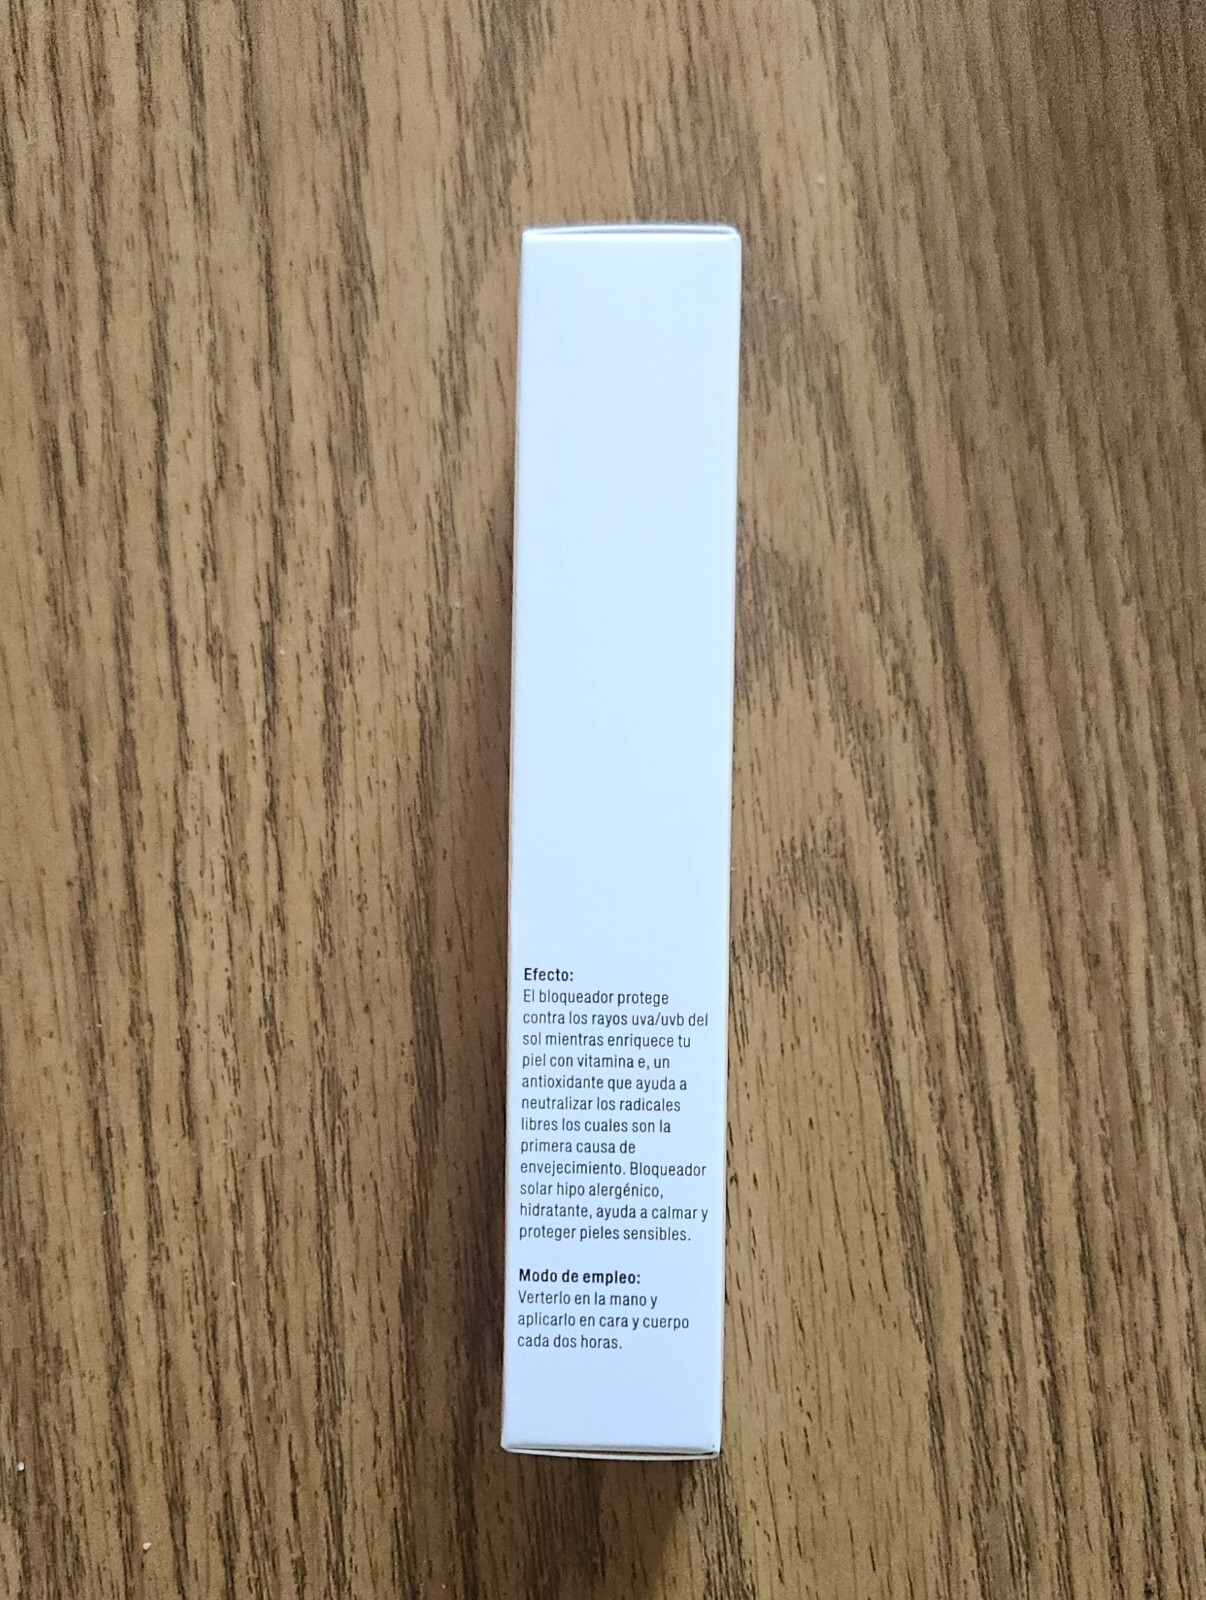 Efecto:
El bloqueador protege
contra los rayos uva/uvb del
sol mientras enriquece tu
piel con vitamina e, un
antioxidante que ayuda a
neutralizar los radicales
libres los cuales son la
primera causa de
envejecimiento. Bloqueador
solar hipo alergénico,
hidratante, ayuda a calmar y
proteger pieles sensibles.
Modo de empleo:
Verterlo en la mano y
aplicarlo en cara y cuerpo
cada dos horas.